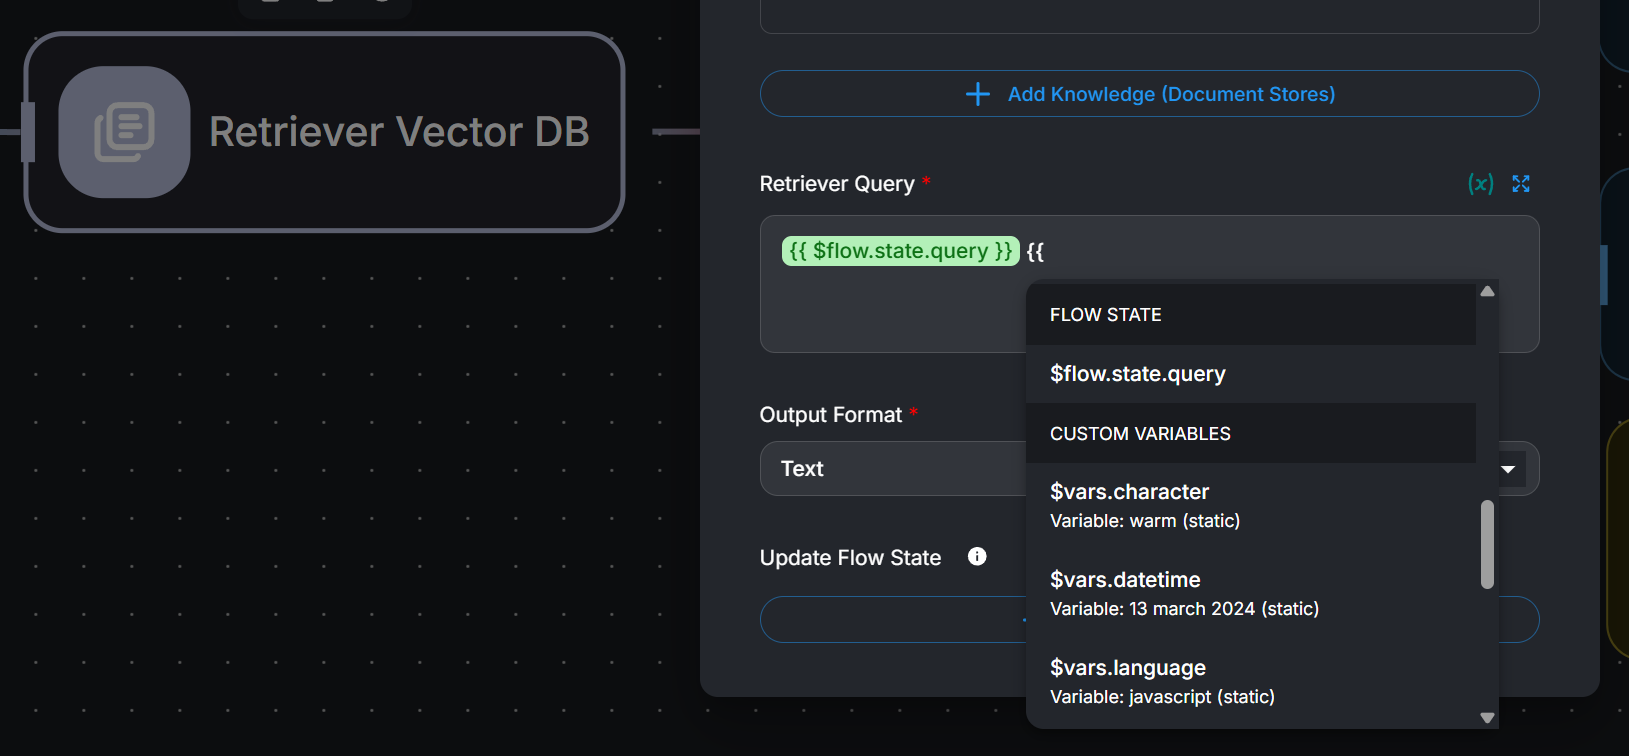 Retriever Vector DB
Add Knowledge (Document Stores)
Retriever Query *
(x)
{{ $flow.state.query }} {{
FLOW STATE
$flow.state.query
CUSTOM VARIABLES
$vars.character
Variable: warm (static)
$vars.datetime
Variable: 13 march 2024 (static)
$vars.language
Variable: javascript (static)
Output Format *
Text
Update Flow State